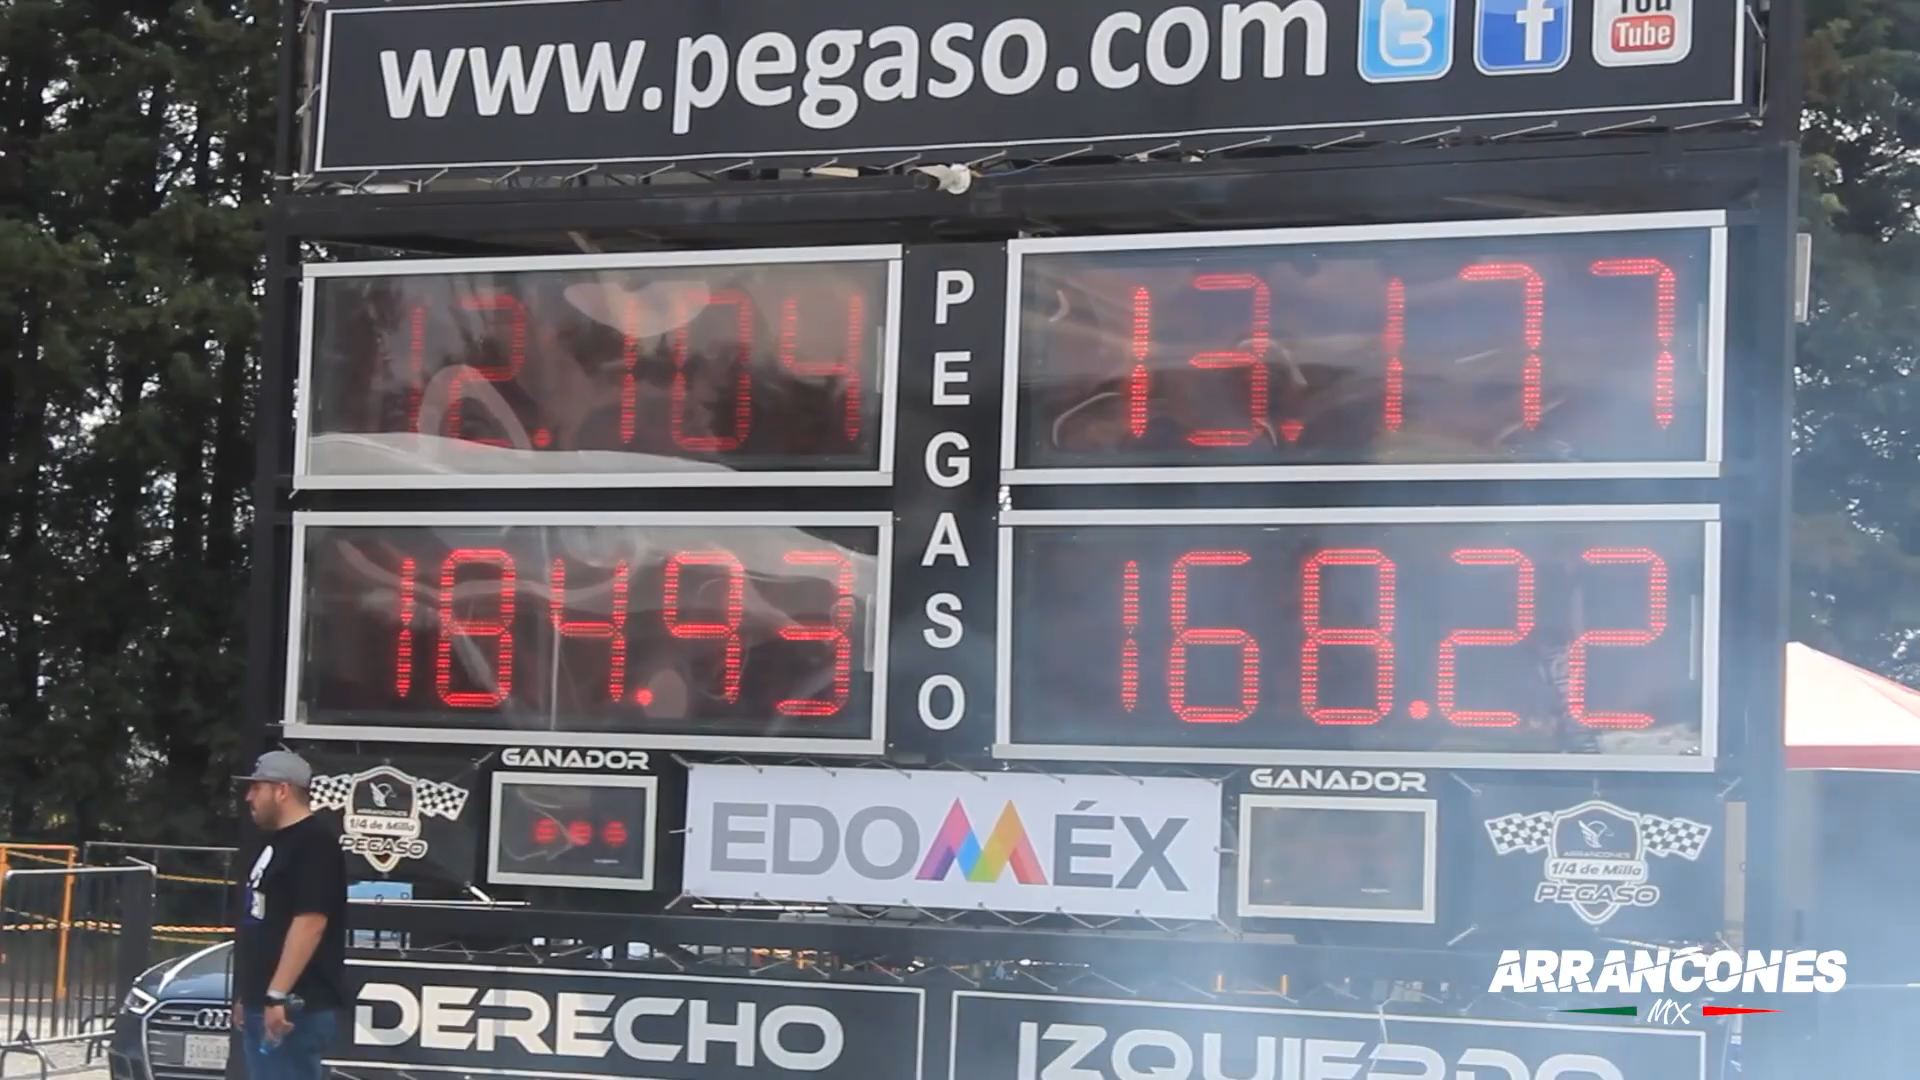 www.pegaso.com
You
Tube
12.104
13.177
PEGASO
184.93
168.22
GANADOR
GANADOR
ARRANCONES
1/4 de Milla
PEGASO
EDOMÉX
ARRANCONES
1/4 de Milla
PEGASO
DERECHO
IZQUIERDO
ARRANCONES
MX